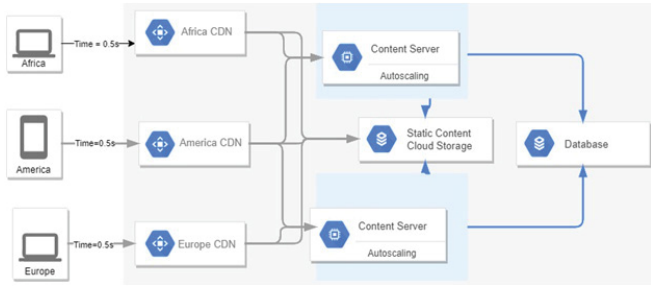 Africa
Time = 0.5s
Africa CDN
Content Server
Autoscaling
America
Time=0.5s
America CDN
Static Content
Cloud Storage
Database
Europe
Time=0.5s
Europe CDN
Content Server
Autoscaling